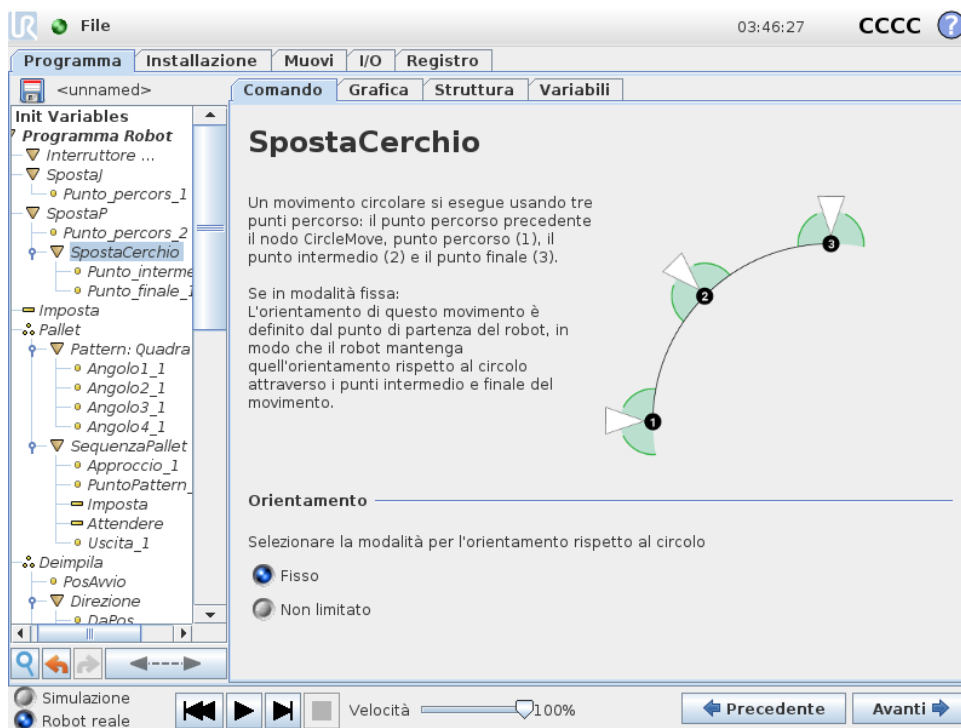 UR File 03:46:27 CCCC ?
Programma Installazione Muovi I/O Registro
<unnamed>
Comando Grafica Struttura Variabili
Init Variables
Programma Robot
Interruttore ...
SpostaJ
Punto_percors_1
SpostaP
Punto_percors_2
SpostaCerchio
Punto_interme
Punto_finale_1
Imposta
Pallet
Pattern: Quadra
Angolo1_1
Angolo2_1
Angolo3_1
Angolo4_1
SequenzaPallet
Approccio_1
PuntoPattern_
Imposta
Attendere
Uscita_1
Deimpila
PosAvvio
Direzione
DaPos
SpostaCerchio
Un movimento circolare si esegue usando tre
punti percorso: il punto percorso precedente
il nodo CircleMove, punto percorso (1), il
punto intermedio (2) e il punto finale (3).
Se in modalità fissa:
L'orientamento di questo movimento è
definito dal punto di partenza del robot, in
modo che il robot mantenga
quell'orientamento rispetto al circolo
attraverso i punti intermedio e finale del
movimento.
3
2
1
Orientamento
Selezionare la modalità per l'orientamento rispetto al circolo
Fisso
Non limitato
Simulazione
Robot reale
Velocità 100%
Precedente Avanti